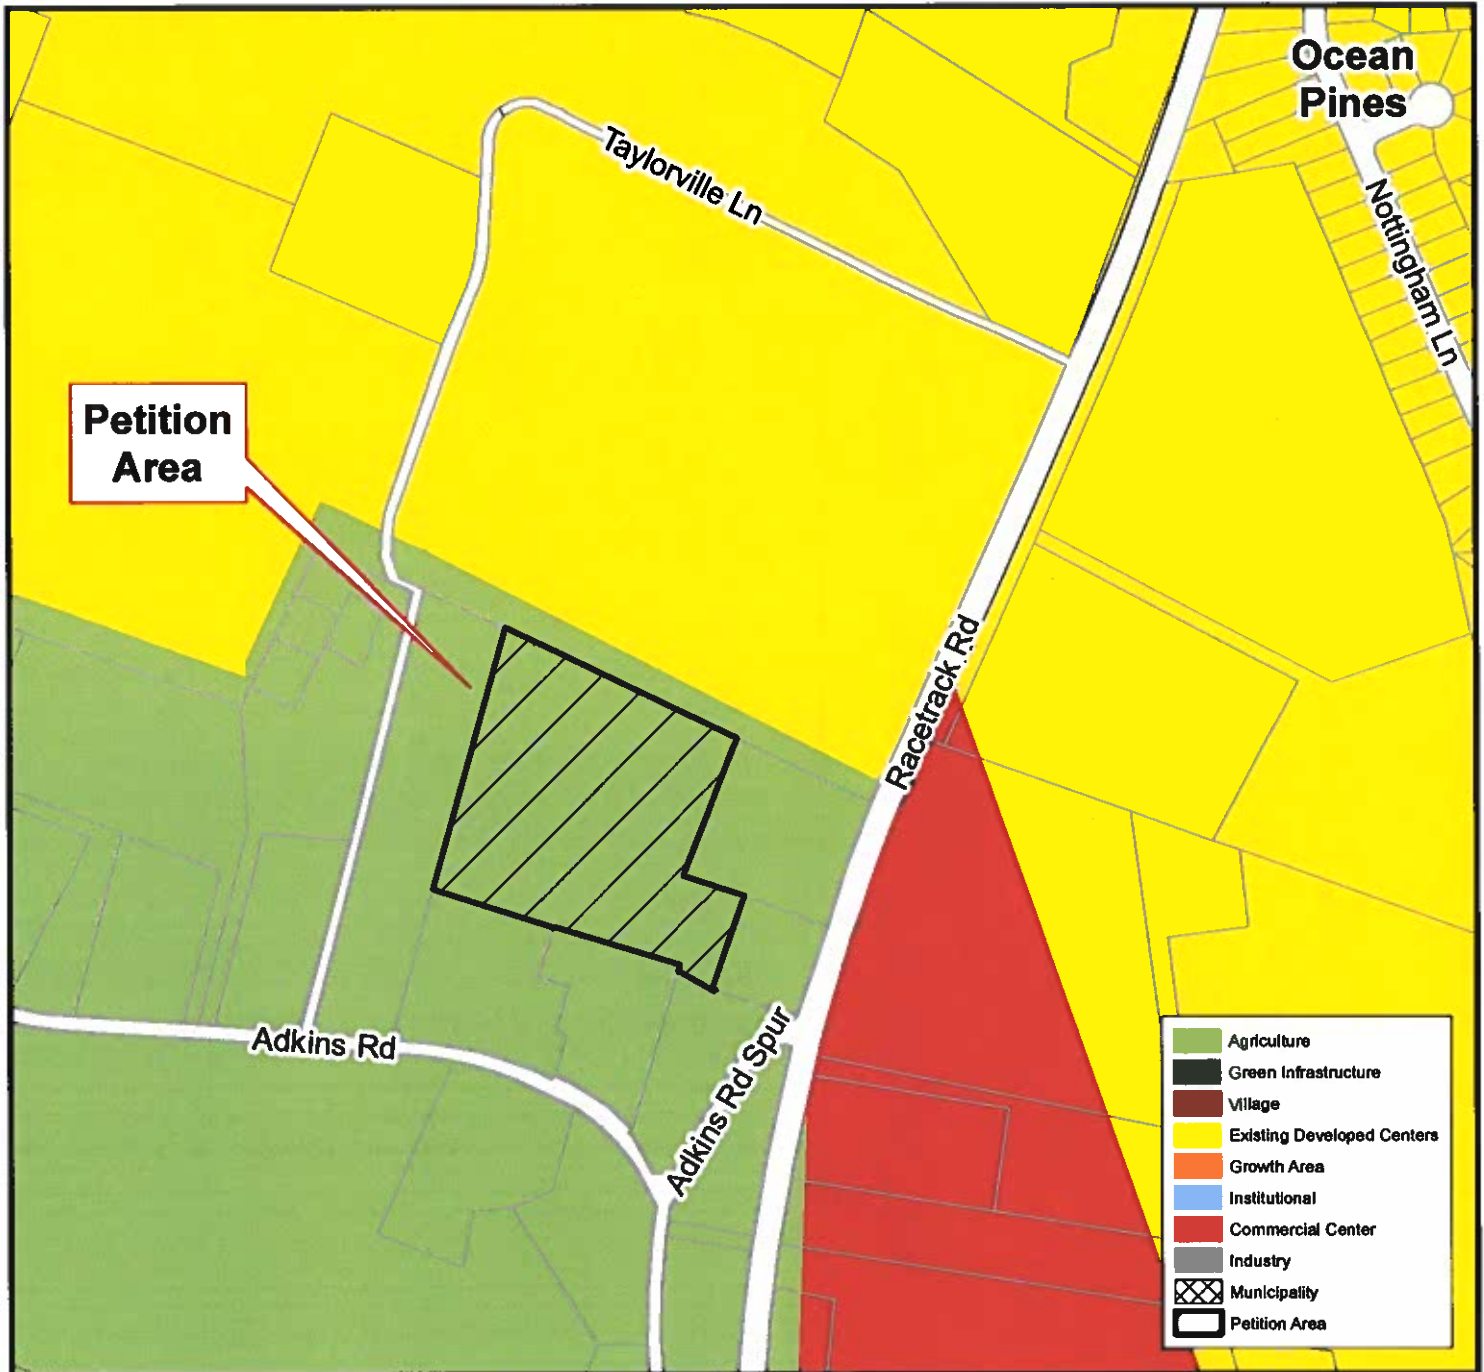 Ocean
Pines
Taylorville Ln
Nottingham Ln
Petition
Area
Racetrack Rd
Adkins Rd
Adkins Rd Spur
Agriculture
Green Infrastructure
Village
Existing Developed Centers
Growth Area
Institutional
Commercial Center
Industry
Municipality
Petition Area